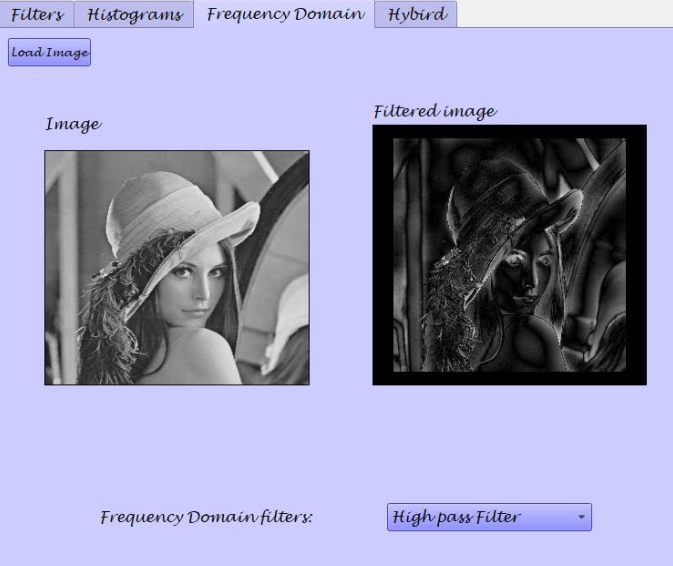 Filters Histograms Frequency Domain Hybird
Load Image
Image
Filtered image
Frequency Domain filters:
High pass Filter